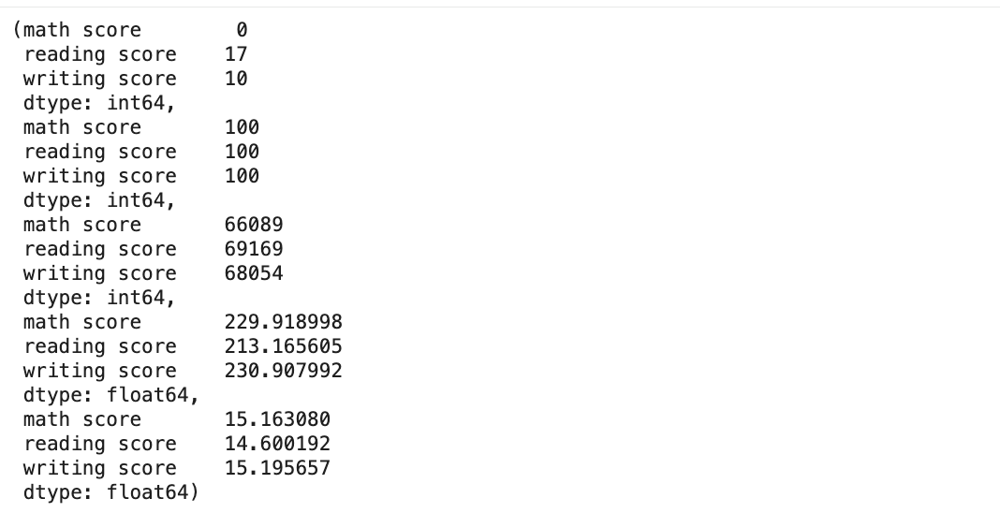 (math score        0
 reading score    17
 writing score    10
 dtype: int64,
 math score       100
 reading score    100
 writing score    100
 dtype: int64,
 math score       66089
 reading score    69169
 writing score    68054
 dtype: int64,
 math score       229.918998
 reading score    213.165605
 writing score    230.907992
 dtype: float64,
 math score       15.163080
 reading score    14.600192
 writing score    15.195657
 dtype: float64)